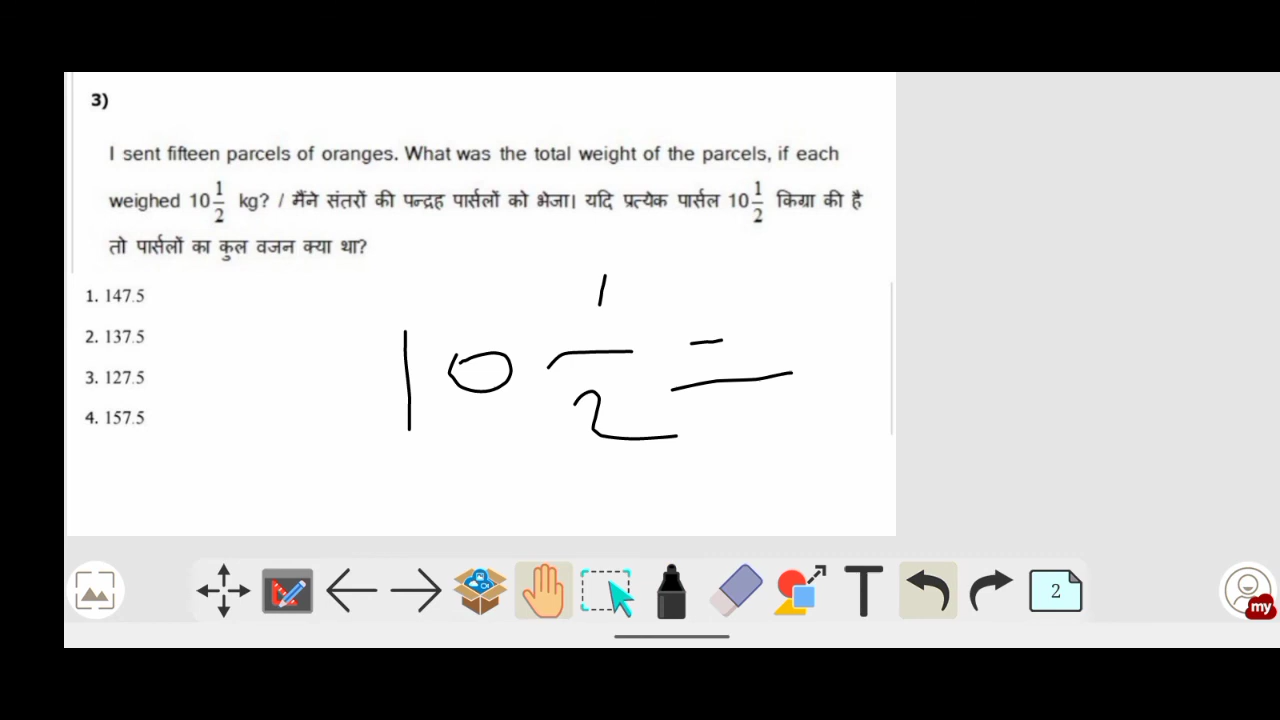 3)
I sent fifteen parcels of oranges. What was the total weight of the parcels, if each
weighed 10 1/2 kg? / मैंने संतरों की पन्द्रह पार्सलों को भेजा। यदि प्रत्येक पार्सल 10 1/2 किग्रा की है
तो पार्सलों का कुल वजन क्या था?
1. 147.5
2. 137.5
3. 127.5
4. 157.5
10 1/2 =
T
2
my